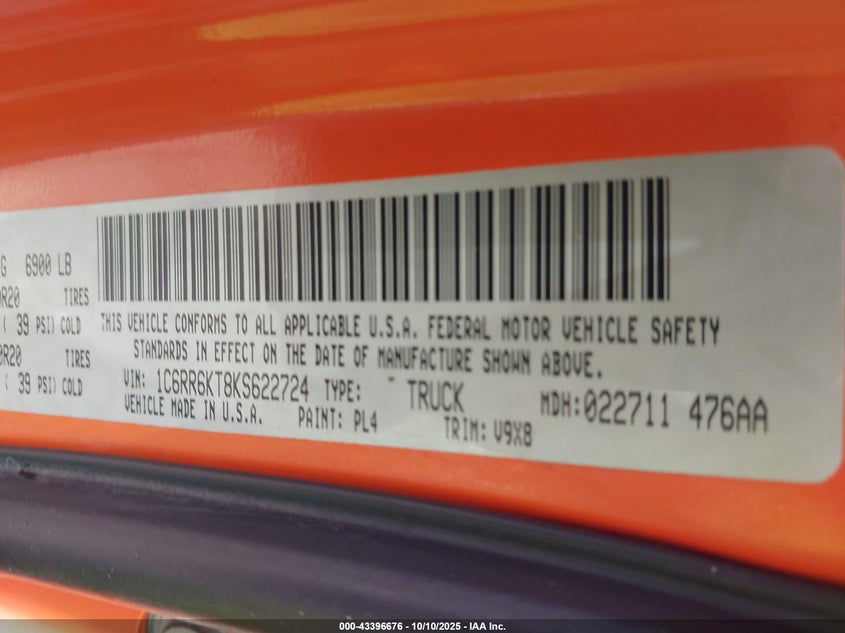 G 6900 LB
R20 TIRES
( 39 PSI) COLD
R20 TIRES
( 39 PSI) COLD
THIS VEHICLE CONFORMS TO ALL APPLICABLE U.S.A. FEDERAL MOTOR VEHICLE SAFETY
STANDARDS IN EFFECT ON THE DATE OF MANUFACTURE SHOWN ABOVE.
VIN: 1C6RR6KT8KS622724 TYPE: TRUCK MDH:022711 476AA
VEHICLE MADE IN U.S.A. PAINT: PL4 TRIM: V9X8
000-43396676 - 10/10/2025 - IAA Inc.